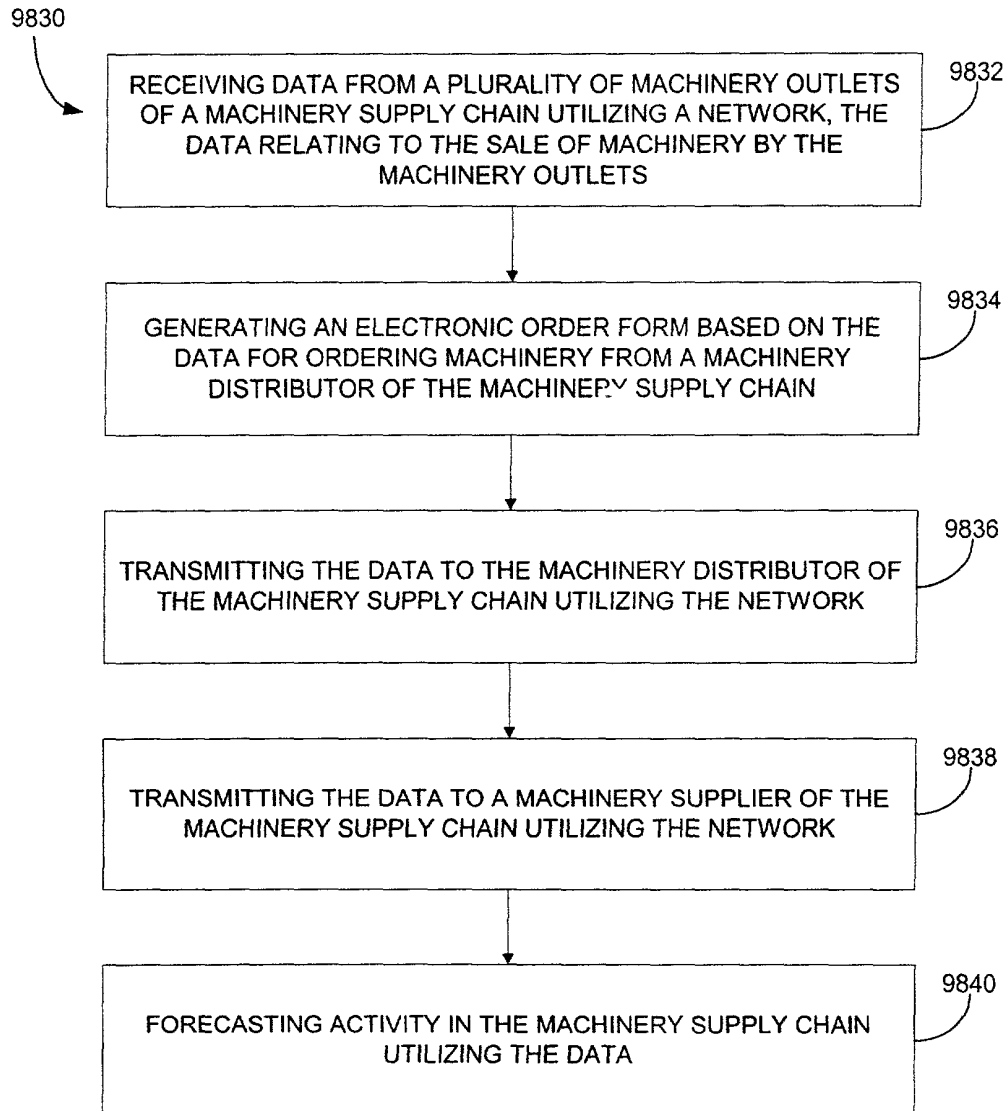 9830
RECEIVING DATA FROM A PLURALITY OF MACHINERY OUTLETS
OF A MACHINERY SUPPLY CHAIN UTILIZING A NETWORK, THE
DATA RELATING TO THE SALE OF MACHINERY BY THE
MACHINERY OUTLETS
9832
GENERATING AN ELECTRONIC ORDER FORM BASED ON THE
DATA FOR ORDERING MACHINERY FROM A MACHINERY
DISTRIBUTOR OF THE MACHINERY SUPPLY CHAIN
9834
TRANSMITTING THE DATA TO THE MACHINERY DISTRIBUTOR OF
THE MACHINERY SUPPLY CHAIN UTILIZING THE NETWORK
9836
TRANSMITTING THE DATA TO A MACHINERY SUPPLIER OF THE
MACHINERY SUPPLY CHAIN UTILIZING THE NETWORK
9838
FORECASTING ACTIVITY IN THE MACHINERY SUPPLY CHAIN
UTILIZING THE DATA
9840